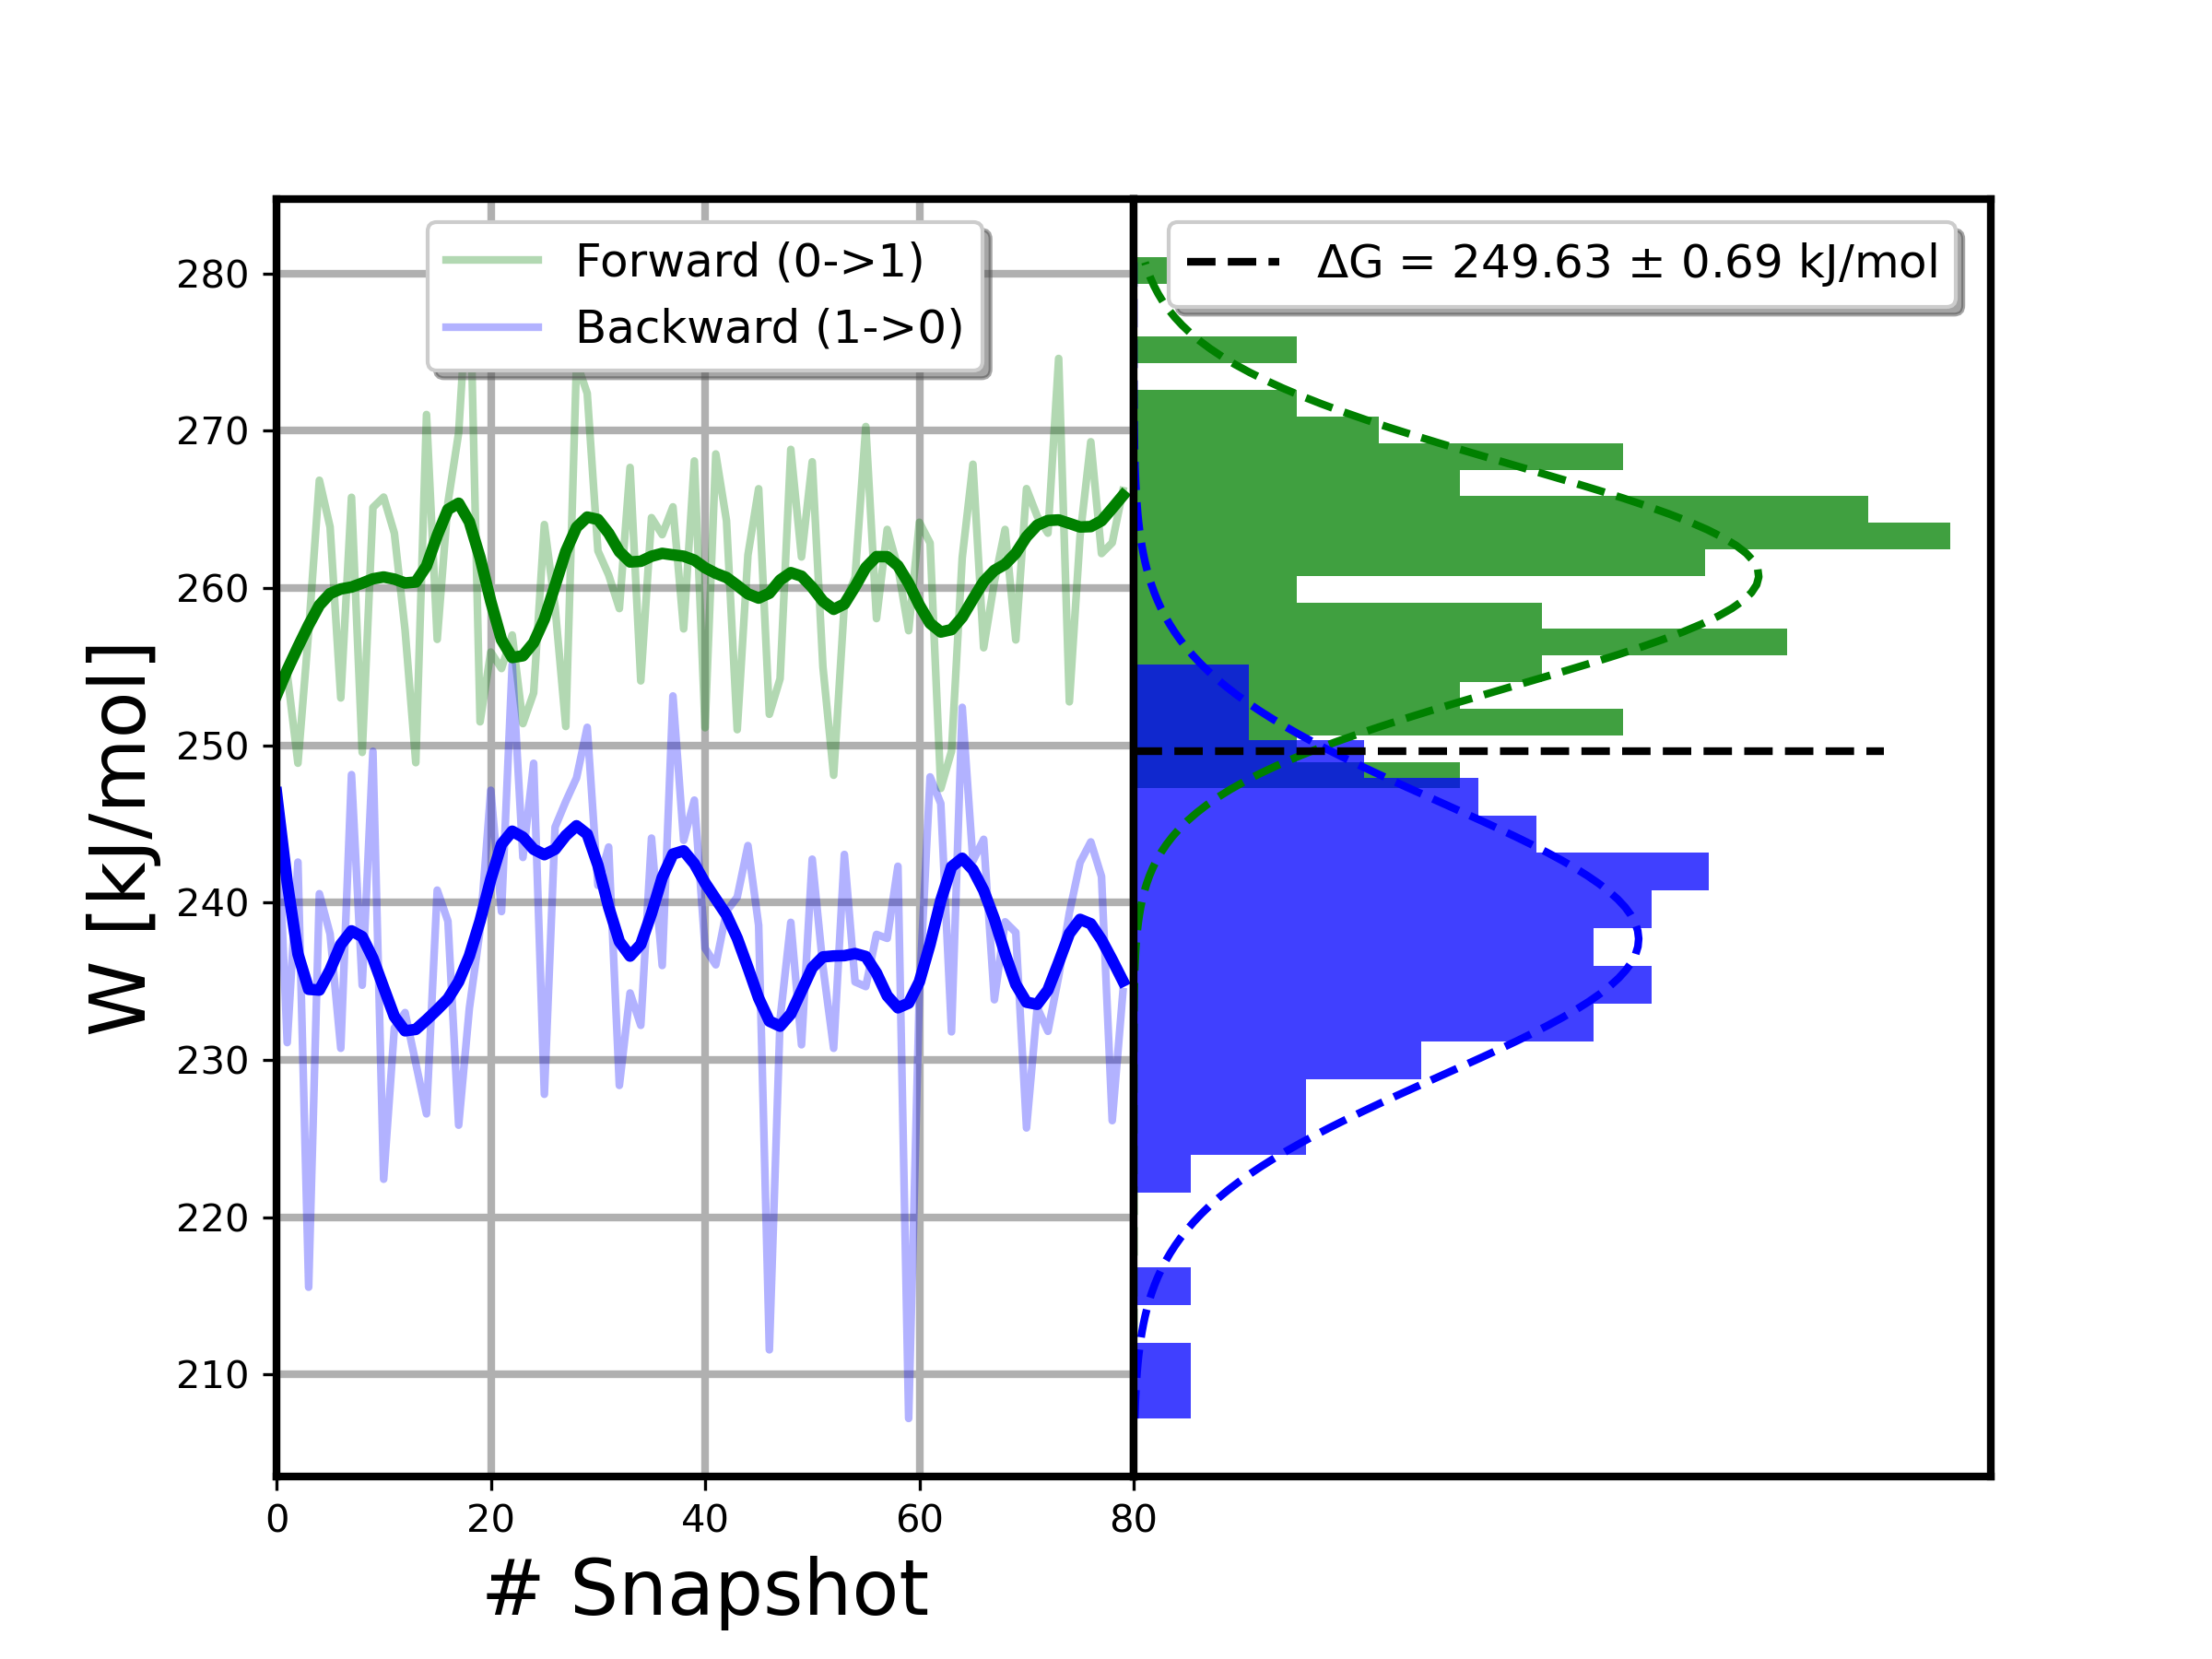 Forward (0->1)
Backward (1->0)
ΔG = 249.63 ± 0.69 kJ/mol
280
270
260
250
240
230
220
210
W [kJ/mol]
0 20 40 60 80
# Snapshot